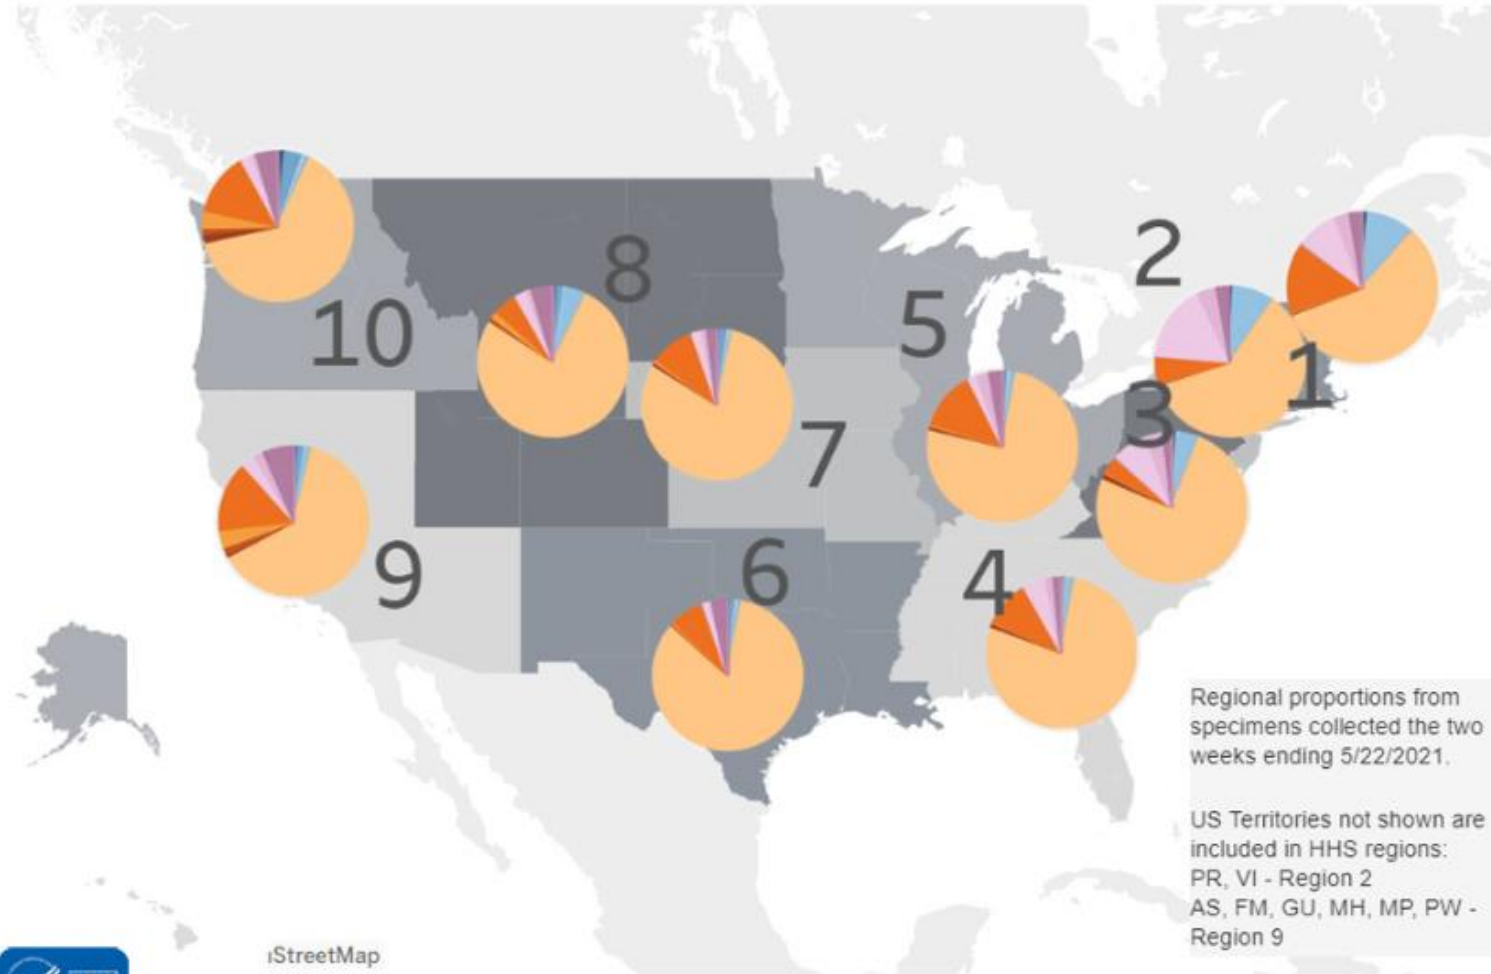 8
2
10
5
1
3
7
9
6
4
Regional proportions from
specimens collected the two
weeks ending 5/22/2021.
US Territories not shown are
included in HHS regions:
PR, VI - Region 2
AS, FM, GU, MH, MP, PW -
Region 9
ıStreetMap